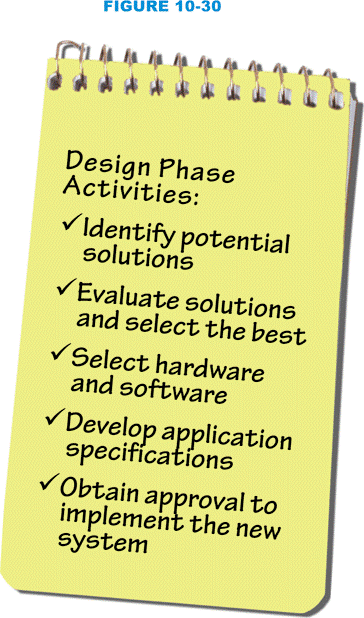 FIGURE 10-30
Design Phase
Activities:
✓Identify potential
solutions
✓Evaluate solutions
and select the best
✓Select hardware
and software
✓Develop application
specifications
✓Obtain approval to
implement the new
system